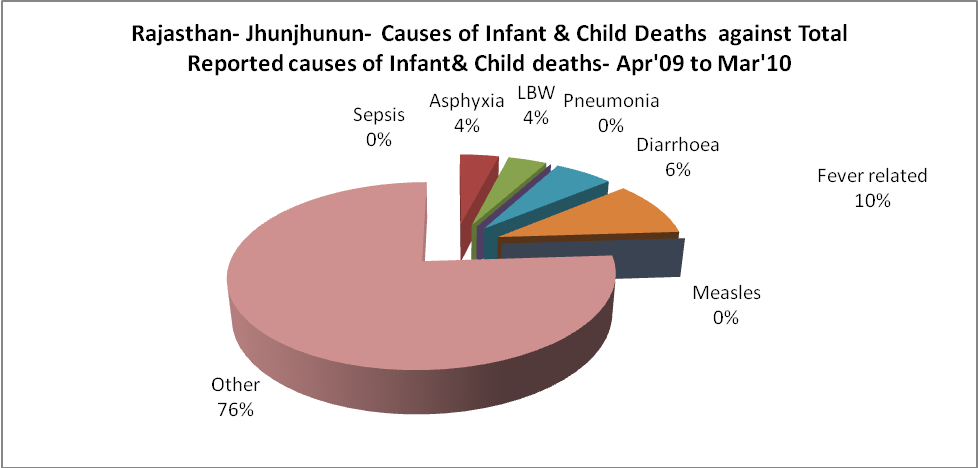 Rajasthan- Jhunjhunun- Causes of Infant & Child Deaths against Total
Reported causes of Infant& Child deaths- Apr'09 to Mar'10
Sepsis
0%
Asphyxia
4%
LBW
4%
Pneumonia
0%
Diarrhoea
6%
Fever related
10%
Measles
0%
Other
76%